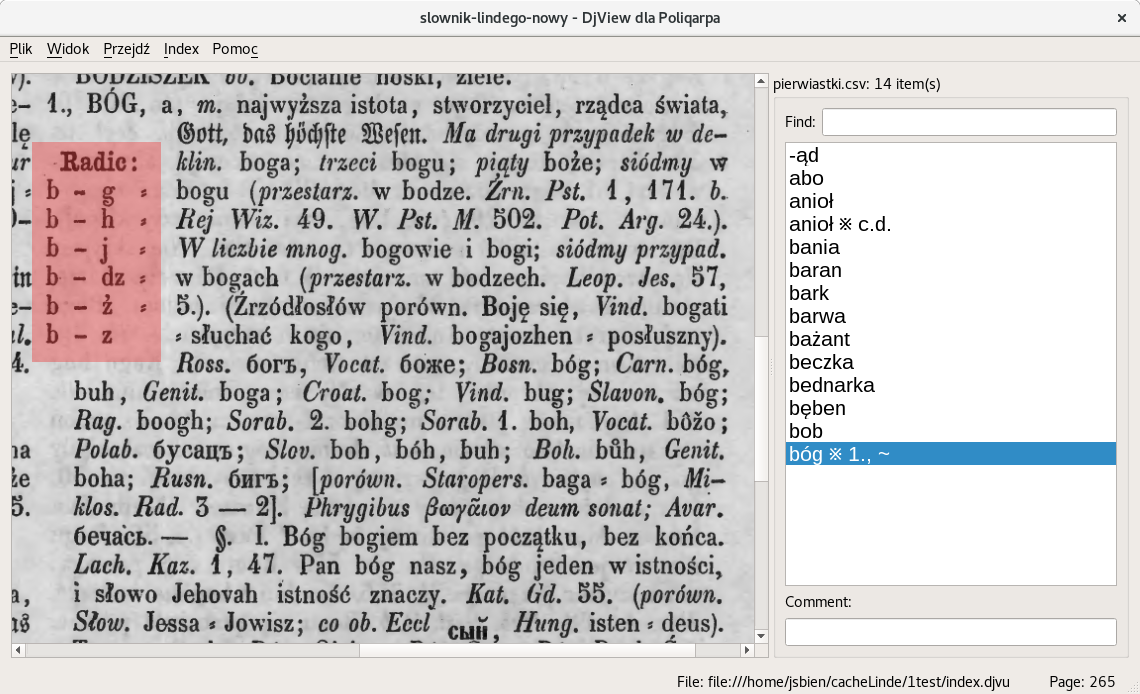 slownik-lindego-nowy - DjView dla Poliqarpa
Plik Widok Przejdź Index Pomoc
BODZISZEK ob. Bocianie noski, ziele.
1., BÓG, a, m. najwyższa istota, stworzyciel, rządca świata,
Gott, das höchste Wesen. Ma drugi przypadek w de–
Radic: klin. boga; trzeci bogu; piąty boże; siódmy w
b – g ⸗ bogu (przestarz. w bodze. Żrn. Pst. 1, 171. b.
b – h ⸗ Rej Wiz. 49. W. Pst. M. 502. Pot. Arg. 24.).
b – j ⸗ W liczbie mnog. bogowie i bogi; siódmy przypad.
b – dz ⸗ w bogach (przestarz. w bodzech. Leop. Jes. 57,
b – ż ⸗ 5.). (Źrzódłosłów porówn. Boję się, Vind. bogati
b – z ⸗ słuchać kogo, Vind. bogajozhen ⸗ posłuszny).
Ross. богъ, Vocat. боже; Bosn. bóg; Carn. bóg,
buh, Genit. boga; Croat. bog; Vind. bug; Slavon. bóg;
Rag. boogh; Sorab. 2. bohg; Sorab. 1. boh, Vocat. bôžo;
Polab. бусацъ; Slov. boh, bóh, buh; Boh. bůh, Genit.
boha; Rusn. бигъ; [porówn. Staropers. baga ⸗ bóg, Mi–
klos. Rad. 3 — 2]. Phrygibus βωγᾶιον deum sonat; Avar.
бечась. — §. I. Bóg bogiem bez początku, bez końca.
Lach. Kaz. 1, 47. Pan bóg nasz, bóg jeden w istności,
i słowo Jehovah istność znaczy. Kat. Gd. 55. (porówn.
Słow. Jessa ⸗ Jowisz; co ob. Eccl сый, Hung. isten ⸗ deus).
pierwiastki.csv: 14 item(s)
Find:
-ąd
abo
anioł
anioł ※ c.d.
bania
baran
bark
barwa
bażant
beczka
bednarka
bęben
bob
bóg ※ 1., ~
Comment:
File: file:///home/jsbien/cacheLinde/1test/index.djvu Page: 265